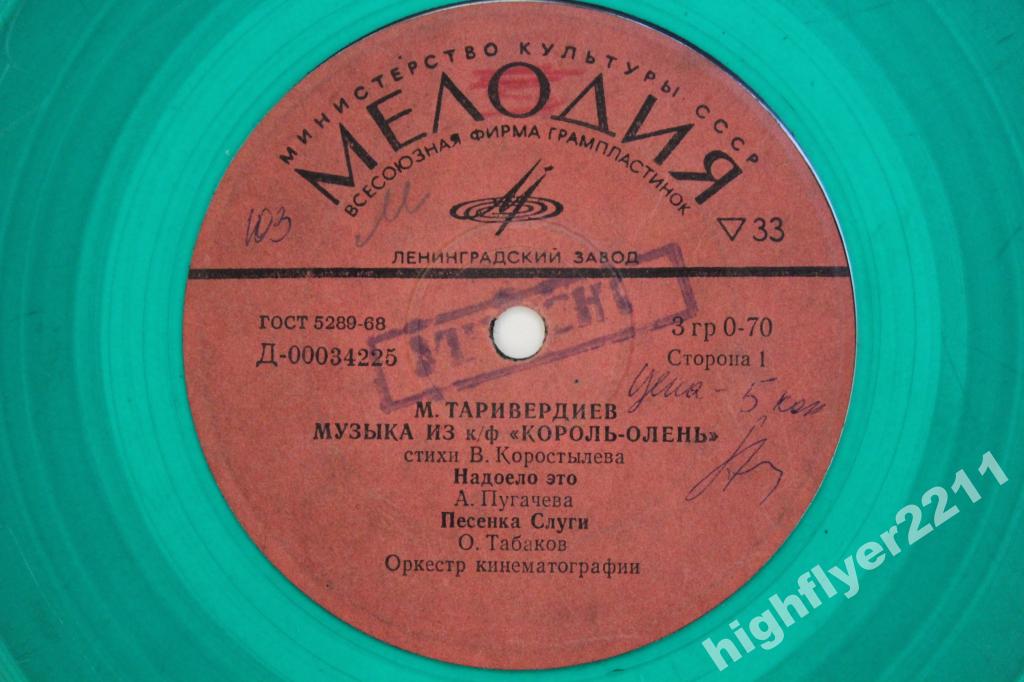 МИНИСТЕРСТВО КУЛЬТУРЫ СССР
МЕЛОДИЯ
ВСЕСОЮЗНАЯ ФИРМА ГРАМПЛАСТИНОК
103
М
▽33
ЛЕНИНГРАДСКИЙ ЗАВОД
ГОСТ 5289-68
3 гр 0-70
Д-00034225
Сторона 1
цена - 5 коп
М. ТАРИВЕРДИЕВ
МУЗЫКА ИЗ к/ф «КОРОЛЬ-ОЛЕНЬ»
стихи В. Коростылева
Надоело это
А. Пугачева
Песенка Слуги
О. Табаков
Оркестр кинематографии
highflyer2211